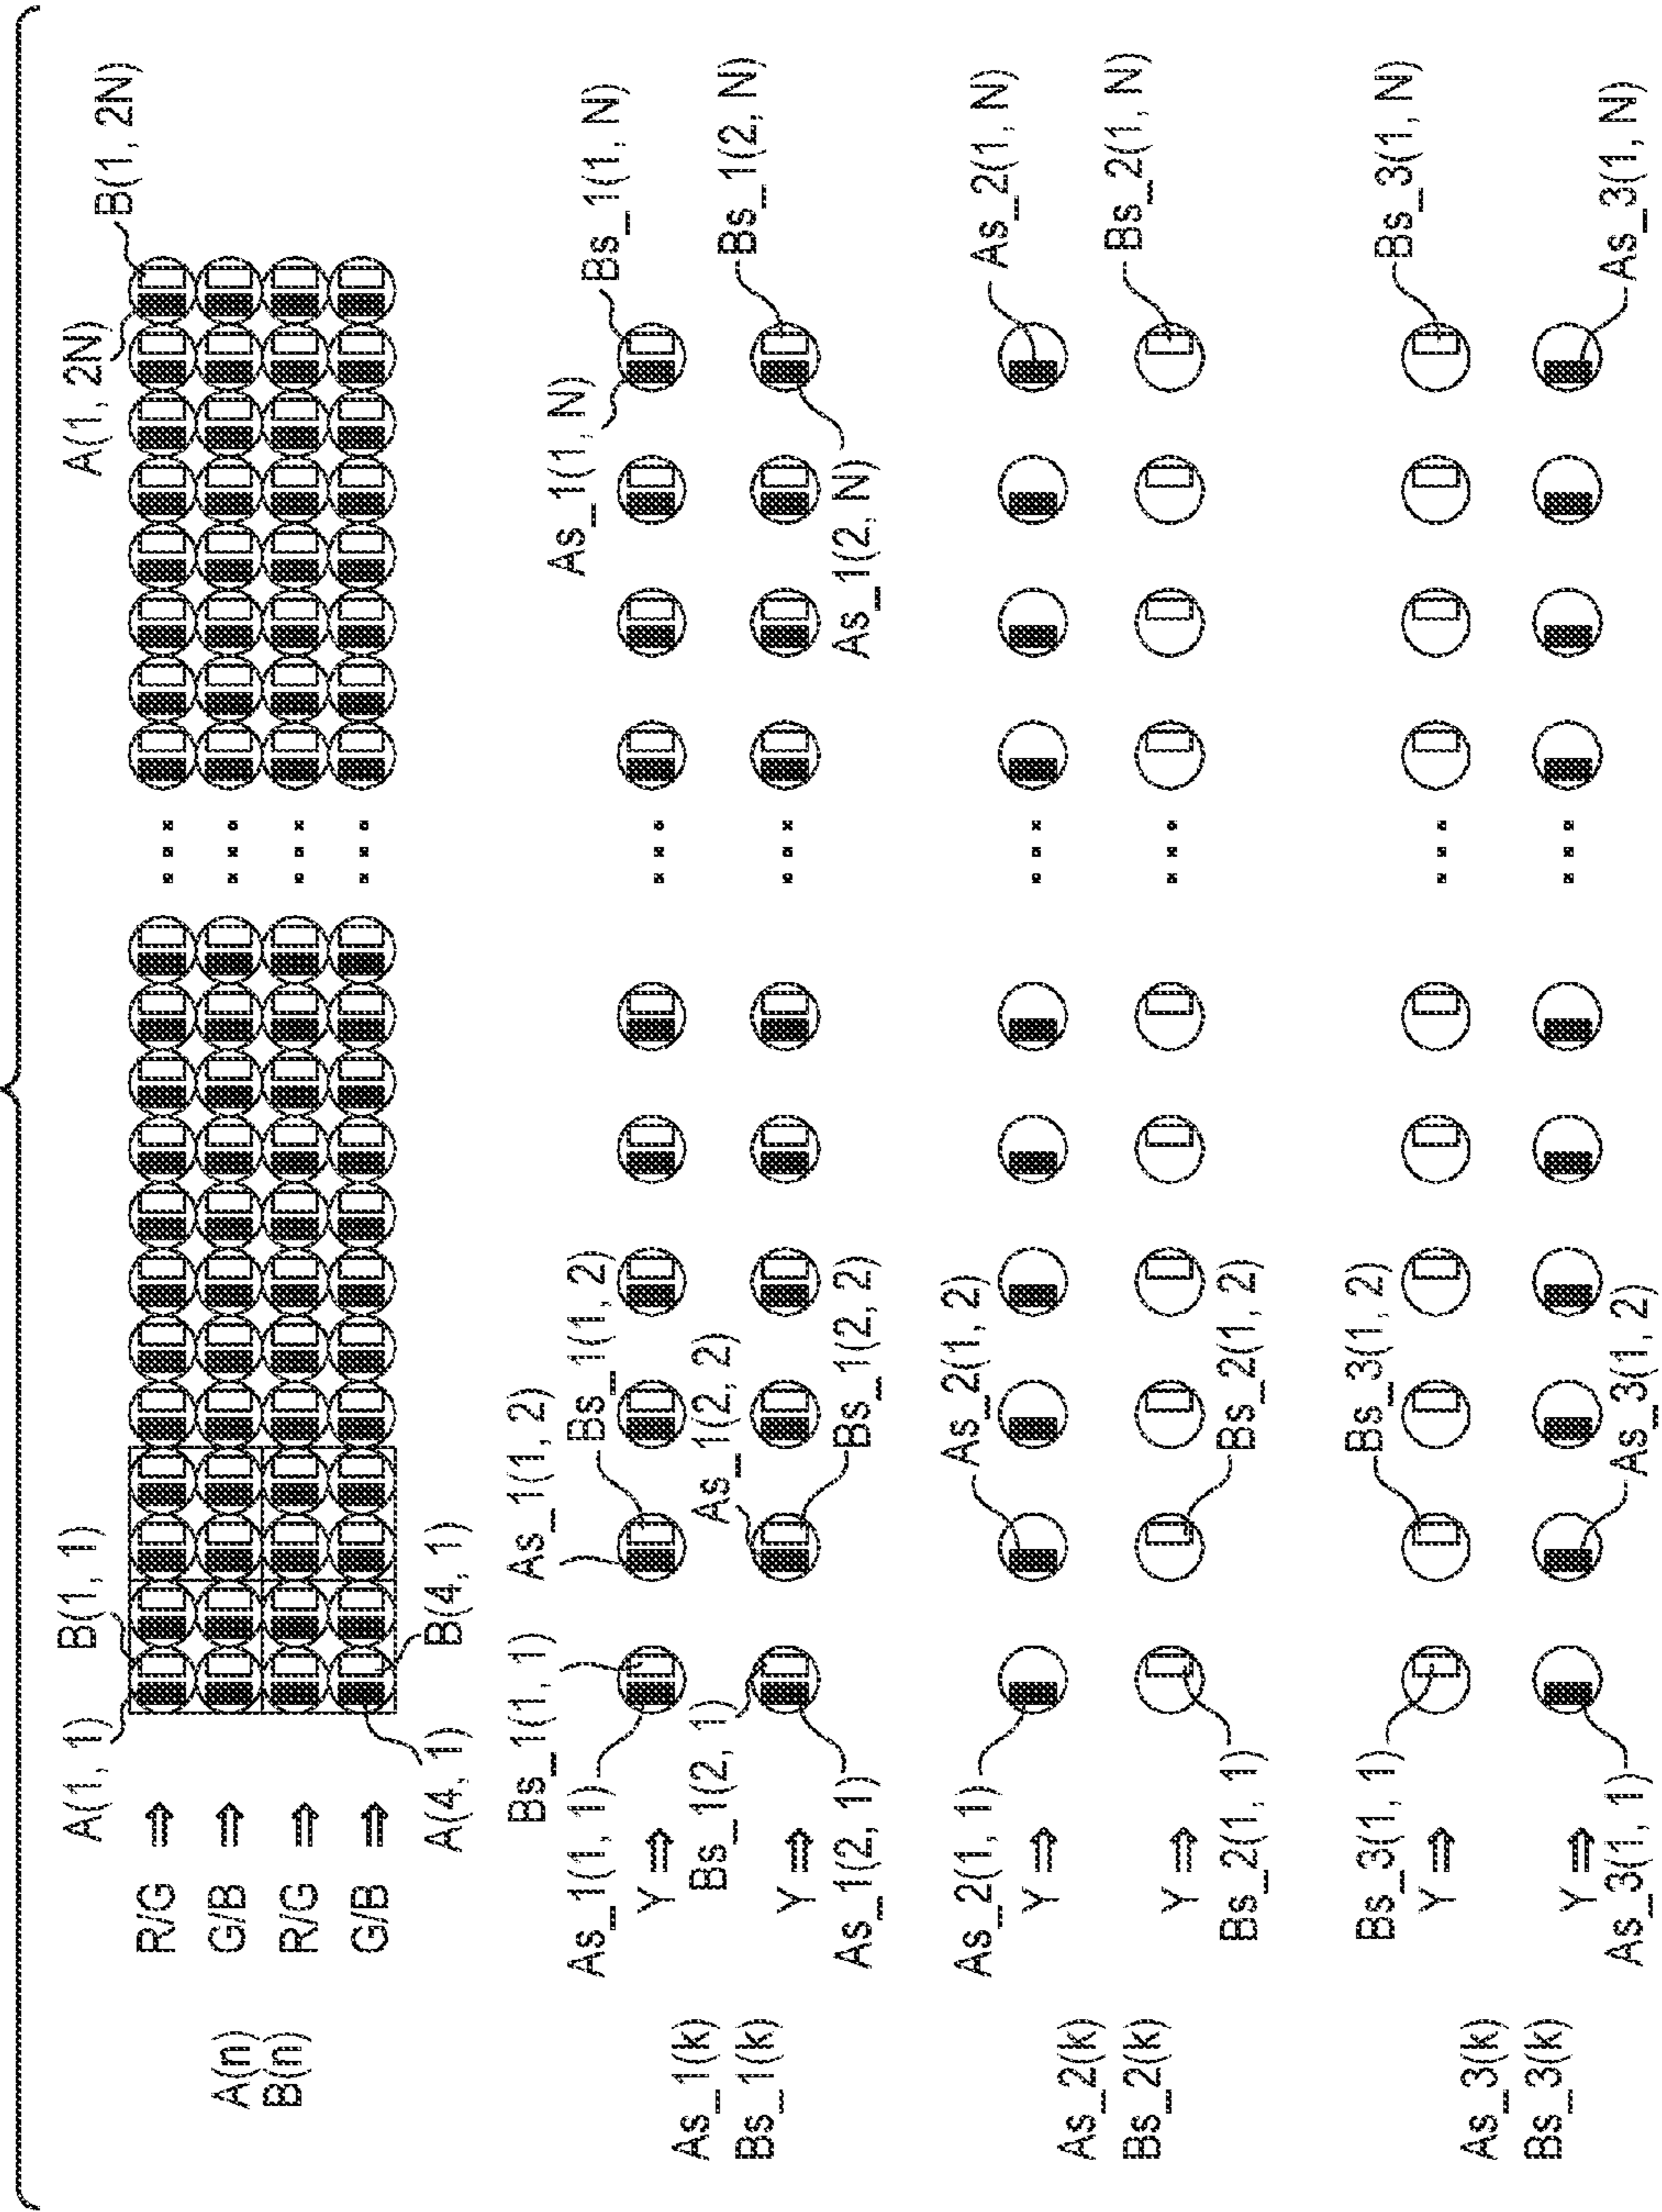 A(n)
B(n)
R/G ⇒
G/B ⇒
R/G ⇒
G/B ⇒
A(1, 1)
B(1, 1)
A(4, 1)
B(4, 1)
A(1, 2N)
B(1, 2N)
As_1(k)
Bs_1(k)
As_1(1, 1)
Bs_1(1, 1)
As_1(1, 2)
Bs_1(1, 2)
As_1(1, N)
Bs_1(1, N)
Y ⇒
Bs_1(2, 1)
As_1(2, 2)
Bs_1(2, N)
Y ⇒
As_1(2, 1)
Bs_1(2, 2)
As_1(2, N)
As_2(k)
Bs_2(k)
As_2(1, 1)
As_2(1, 2)
As_2(1, N)
Y ⇒
Y ⇒
Bs_2(1, 1)
Bs_2(1, 2)
Bs_2(1, N)
As_3(k)
Bs_3(k)
Bs_3(1, 1)
Bs_3(1, 2)
Bs_3(1, N)
Y ⇒
Y ⇒
As_3(1, 1)
As_3(1, 2)
As_3(1, N)